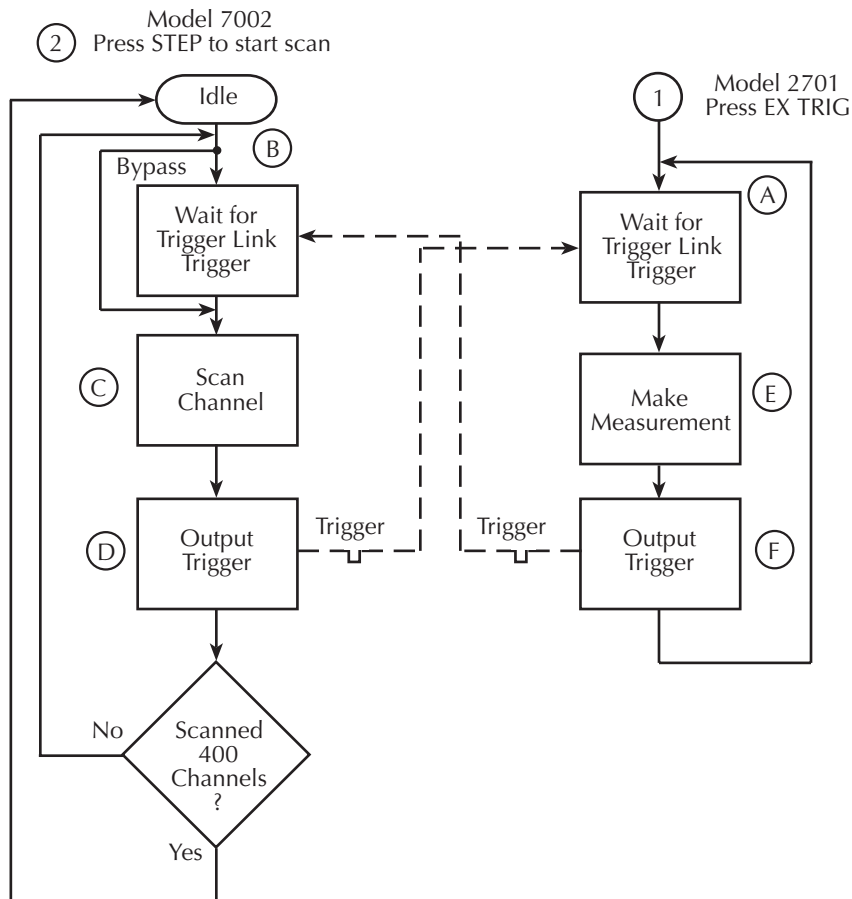 Model 7002
2 Press STEP to start scan
Idle
B
Bypass
Wait for
Trigger Link
Trigger
C
Scan
Channel
D
Output
Trigger
Trigger
No
Scanned
400
Channels
?
Yes
Model 2701
1 Press EX TRIG
A
Wait for
Trigger Link
Trigger
E
Make
Measurement
Trigger
F
Output
Trigger